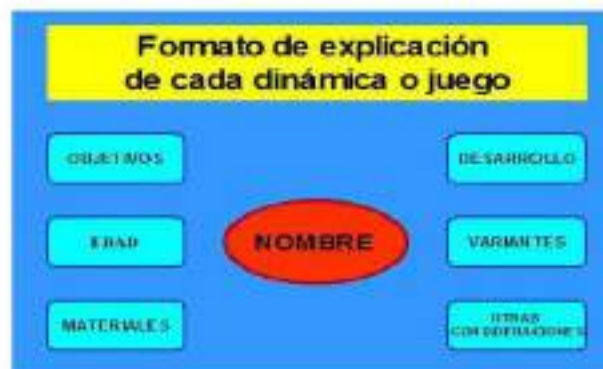 Formato de explicación
de cada dinámica o juego
OBJETIVOS
DESARROLLO
EDAD
NOMBRE
VARIANTES
MATERIALES
OTRAS
CONSIDERACIONES